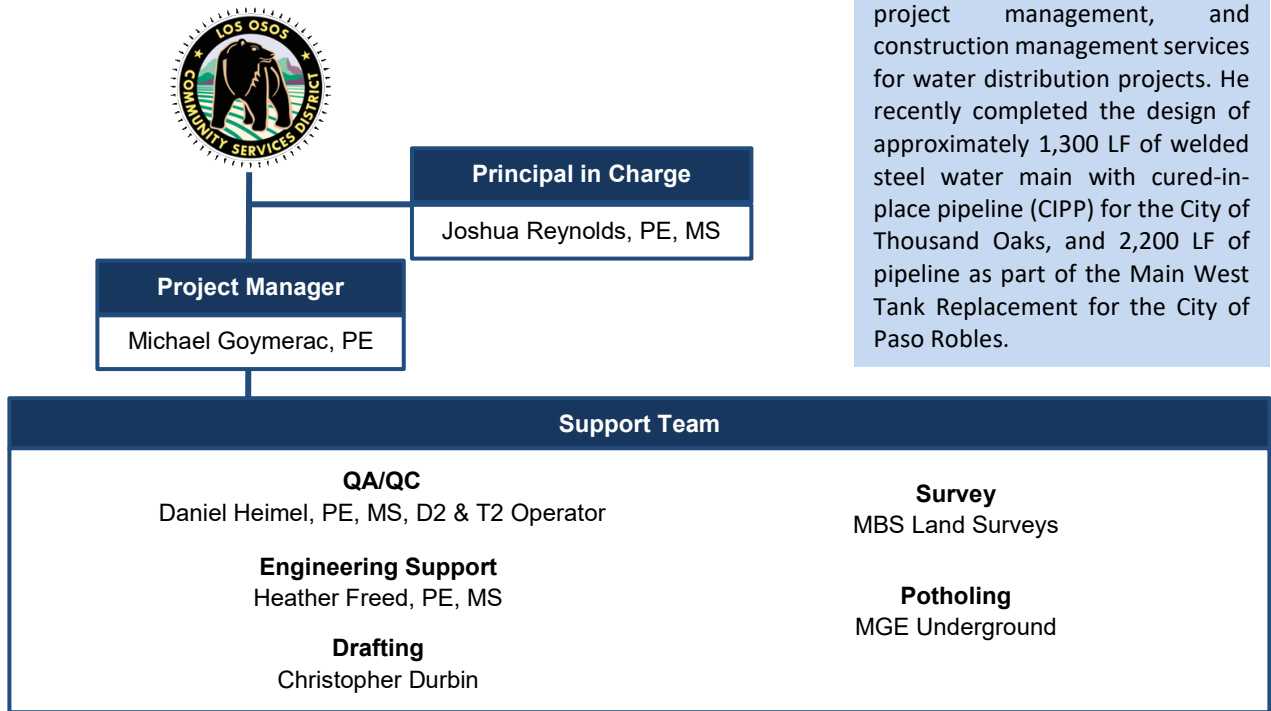 LOS OSOS
COMMUNITY SERVICES DISTRICT
Principal in Charge
Joshua Reynolds, PE, MS
Project Manager
Michael Goymerac, PE
project management, and
construction management services
for water distribution projects. He
recently completed the design of
approximately 1,300 LF of welded
steel water main with cured-in-
place pipeline (CIPP) for the City of
Thousand Oaks, and 2,200 LF of
pipeline as part of the Main West
Tank Replacement for the City of
Paso Robles.
Support Team
QA/QC
Daniel Heimel, PE, MS, D2 & T2 Operator
Engineering Support
Heather Freed, PE, MS
Drafting
Christopher Durbin
Survey
MBS Land Surveys
Potholing
MGE Underground